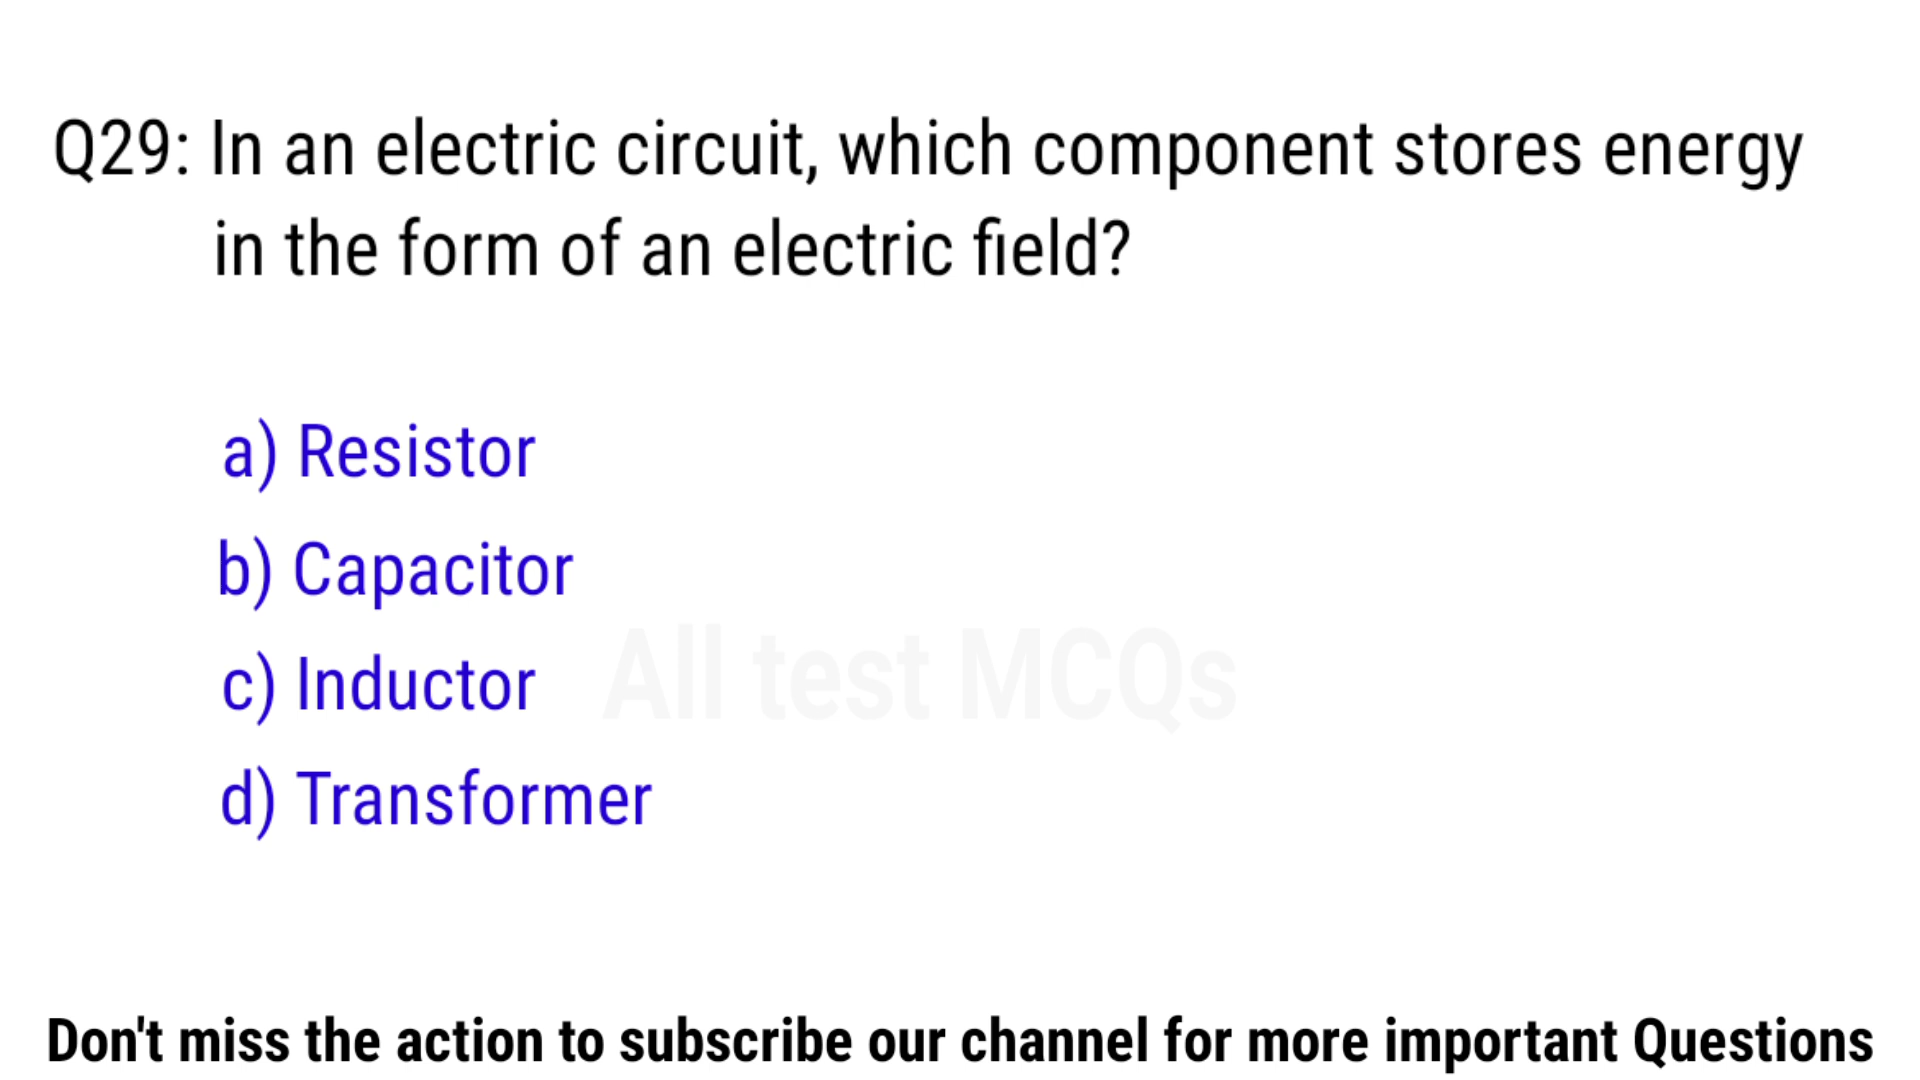 Q29: In an electric circuit, which component stores energy
in the form of an electric field?
a) Resistor
b) Capacitor
c) Inductor
All test MCQs
d) Transformer
Don't miss the action to subscribe our channel for more important Questions